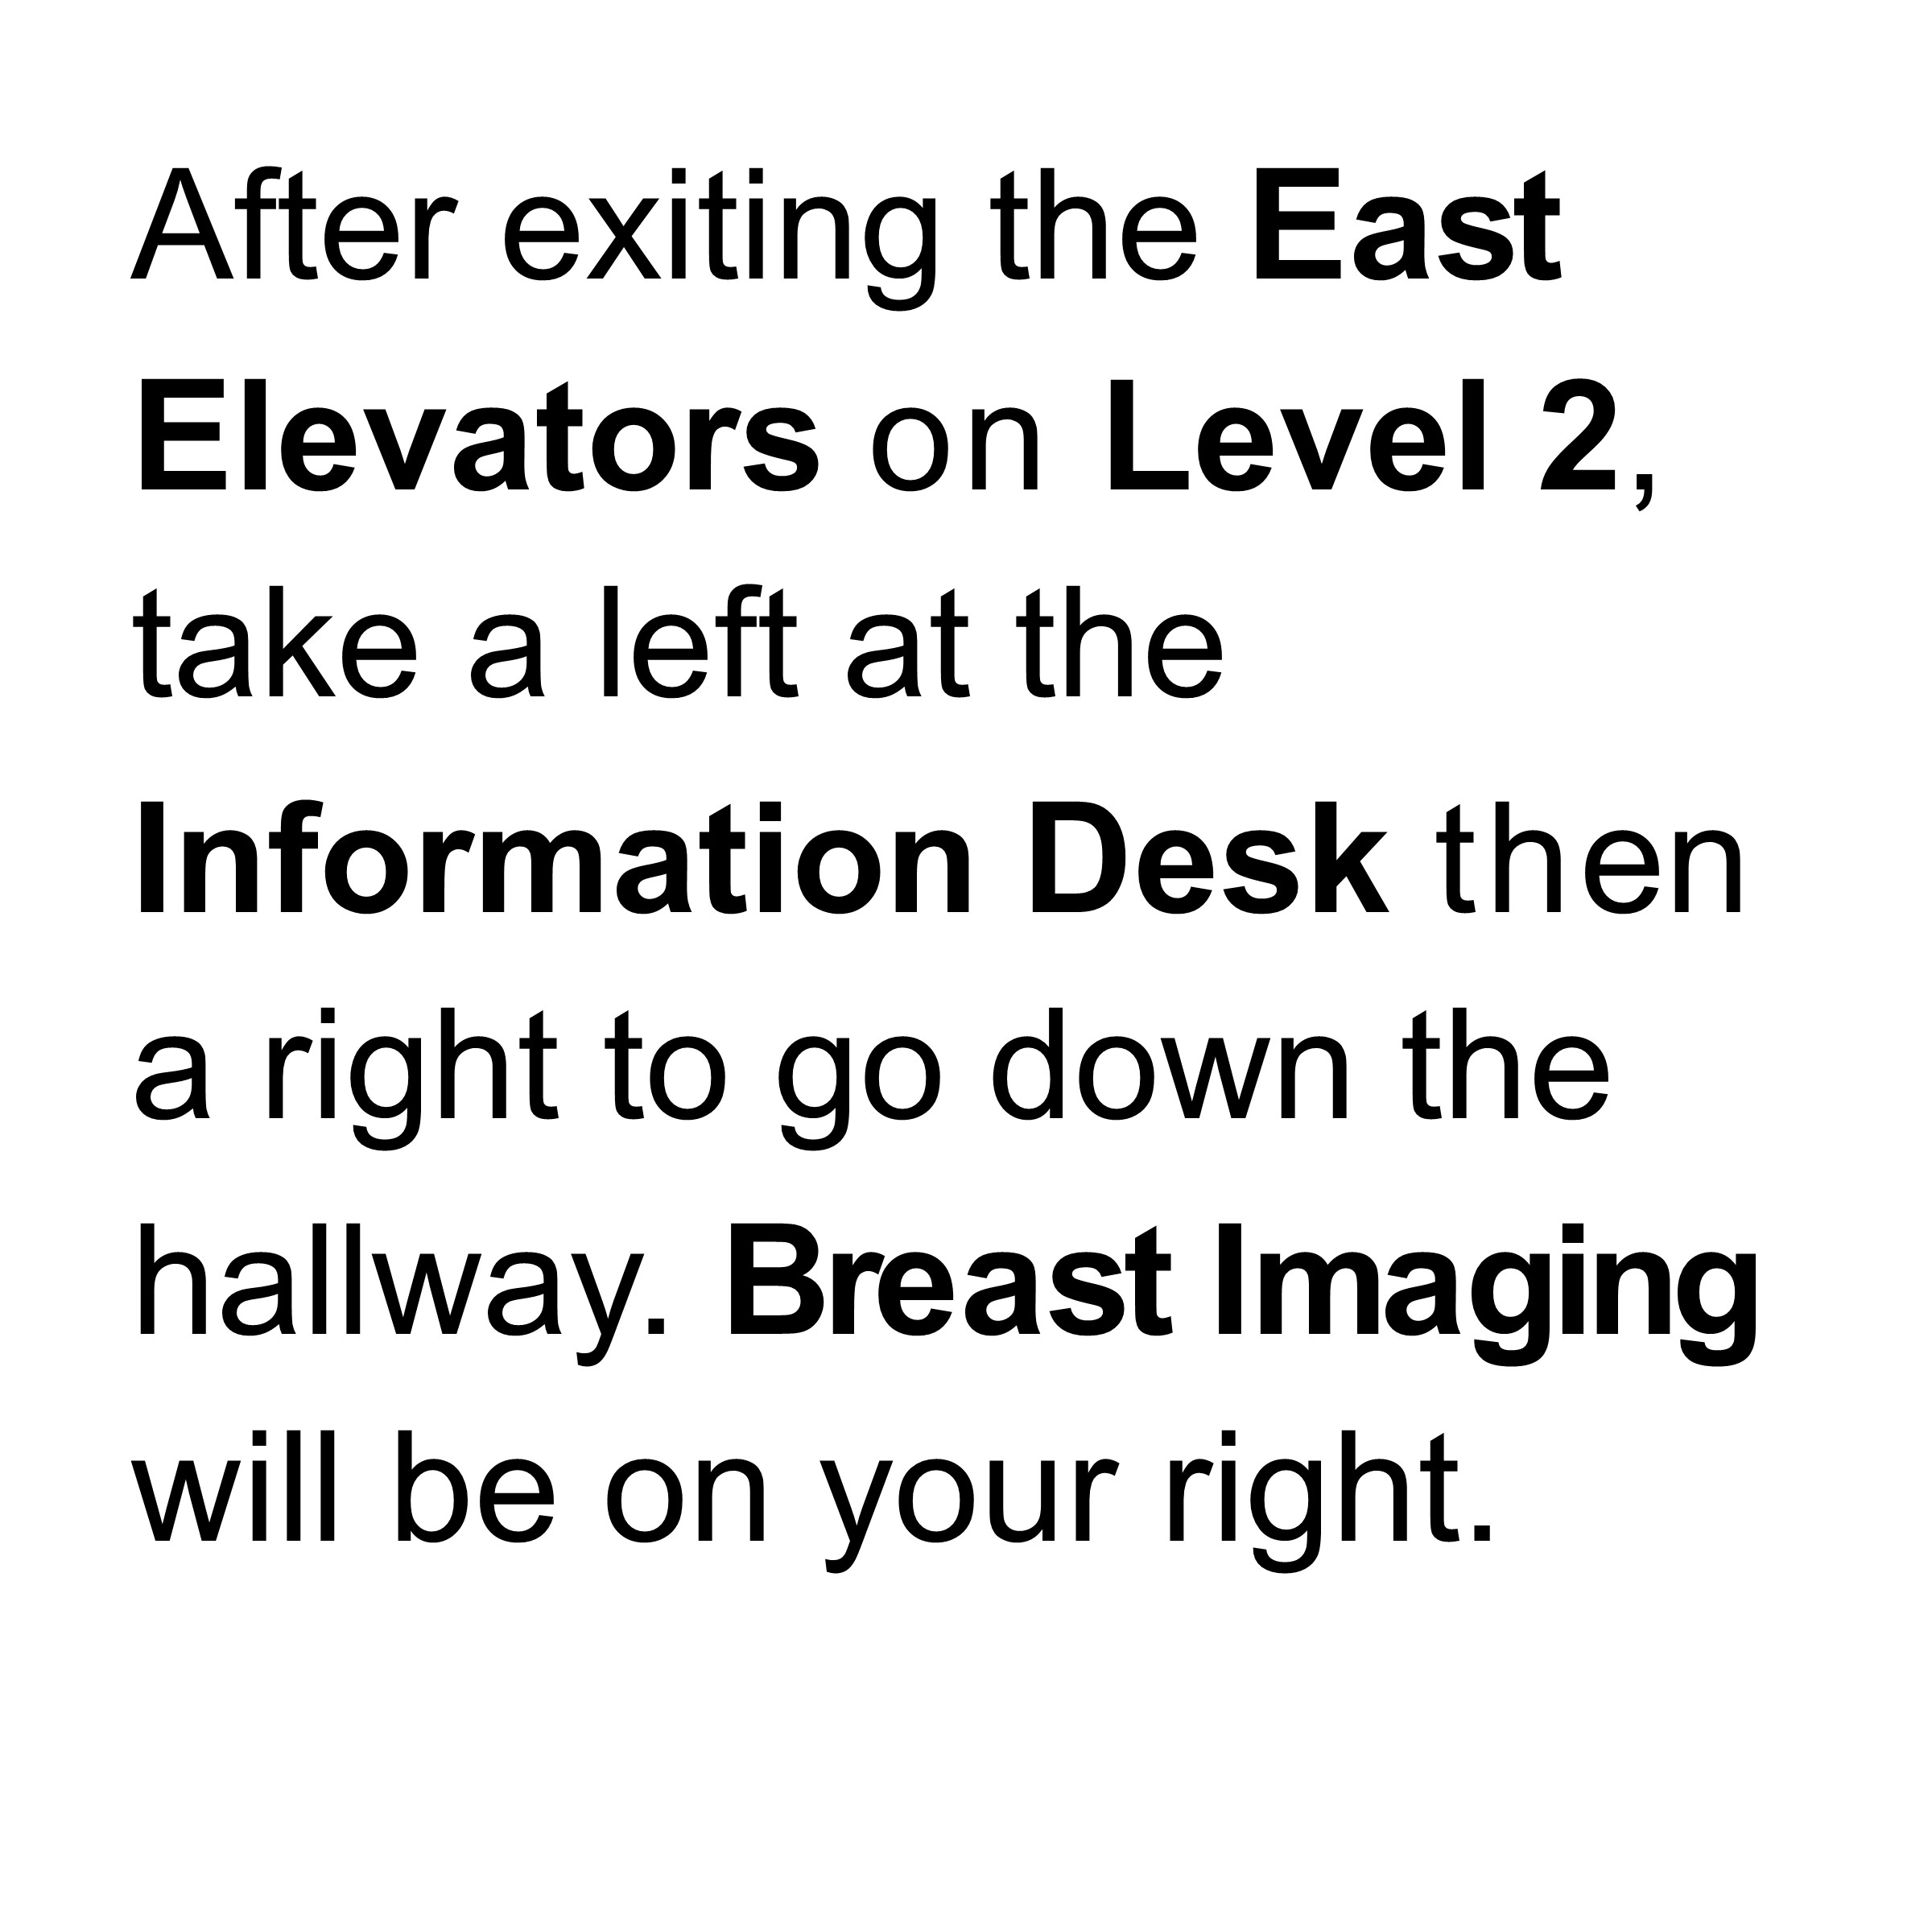 After exiting the East
Elevators on Level 2,
take a left at the
Information Desk then
a right to go down the
hallway. Breast Imaging
will be on your right.